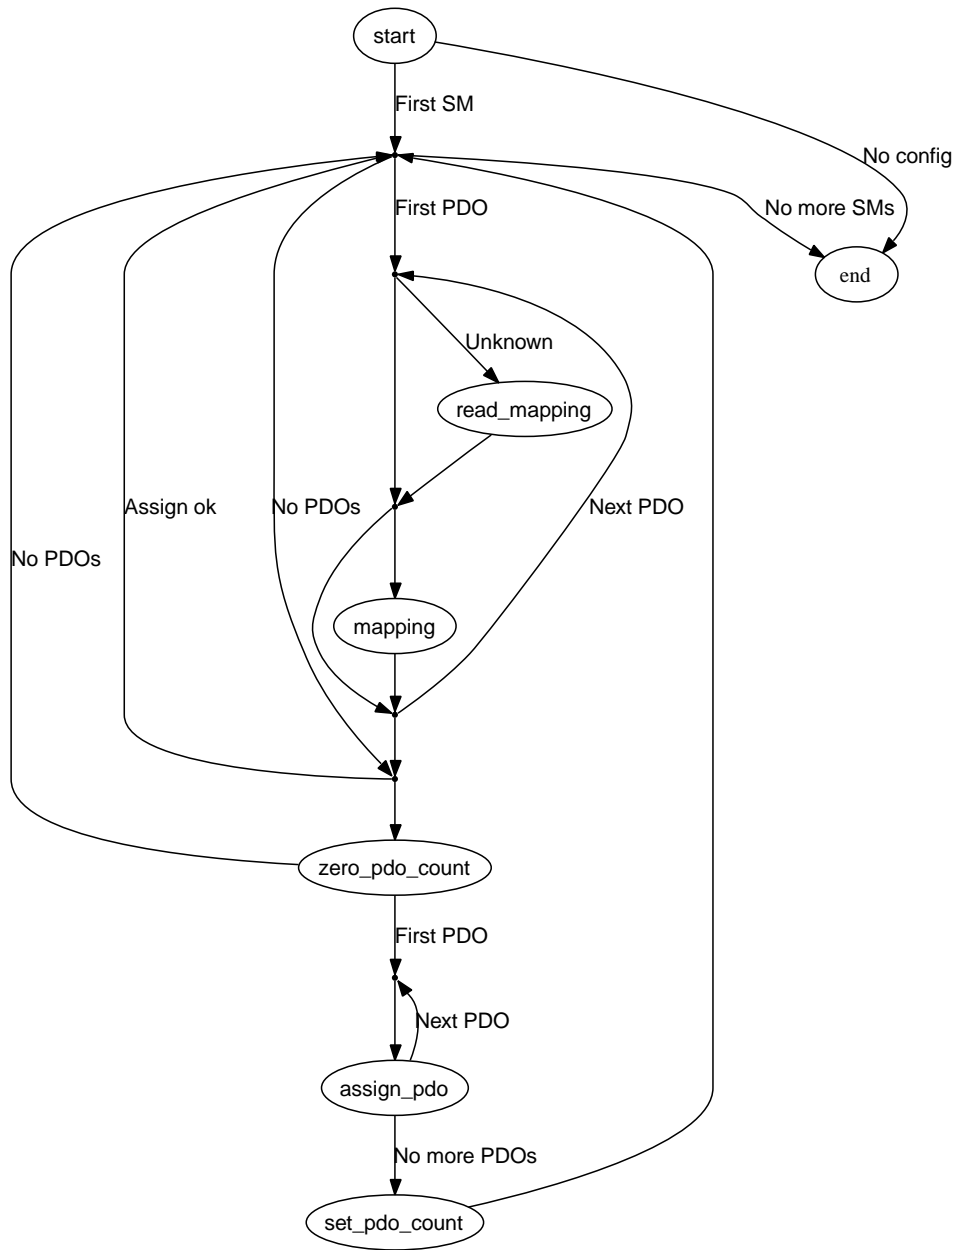 start
First SM
No config
First PDO
No more SMs
end
Unknown
read_mapping
Assign ok
No PDOs
Next PDO
No PDOs
mapping
zero_pdo_count
First PDO
Next PDO
assign_pdo
No more PDOs
set_pdo_count